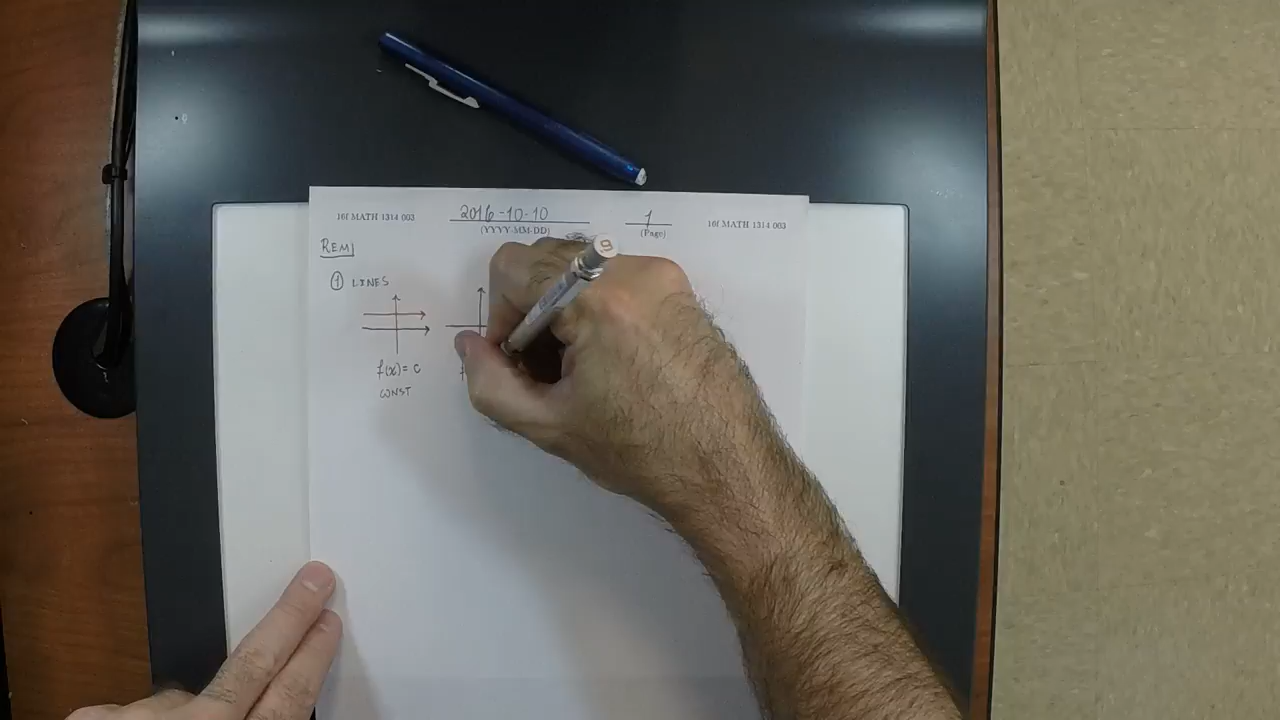 16f MATH 1314 003 2016-10-10 1 16f MATH 1314 003
(YYYY-MM-DD) (Page)
REM
① LINES
f(x) = c
CONST